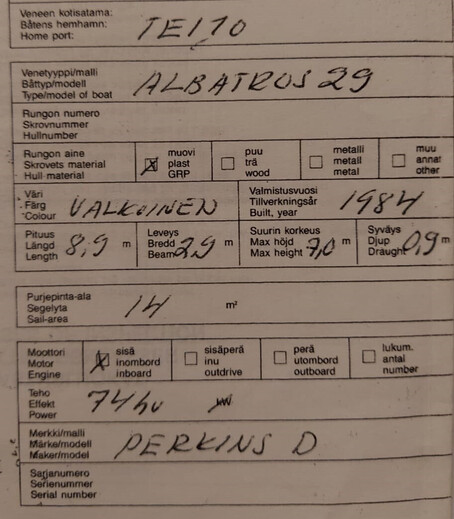 Veneen kotisatama:
Båtens hemhamn:
Home port: TEIJO
Venetyyppi/malli
Båttyp/modell
Type/model of boat ALBATROS 29
Rungon numero
Skrovnummer
Hullnumber
Rungon aine muovi puu metalli muu
Skrovets material plast trä metall annat
Hull material GRP wood metal other
Väri Valmistusvuosi
Färg Tillverkningsår
Colour VALKOINEN Built, year 1984
Pituus Leveys Suurin korkeus Syväys
Längd 8,9 m Bredd 2,9 m Max höjd 7,0 m Djup 0,9 m
Length Beam Max height Draught
Purjepinta-ala
Segelyta 14 m²
Sail-area
Moottori sisä sisäperä perä lukum.
Motor inombord inu utombord antal
Engine inboard outdrive outboard number
Teho
Effekt 74 hv
Power
Merkki/malli
Märke/modell PERKINS D
Maker/model
Sarjanumero
Serienummer
Serial number